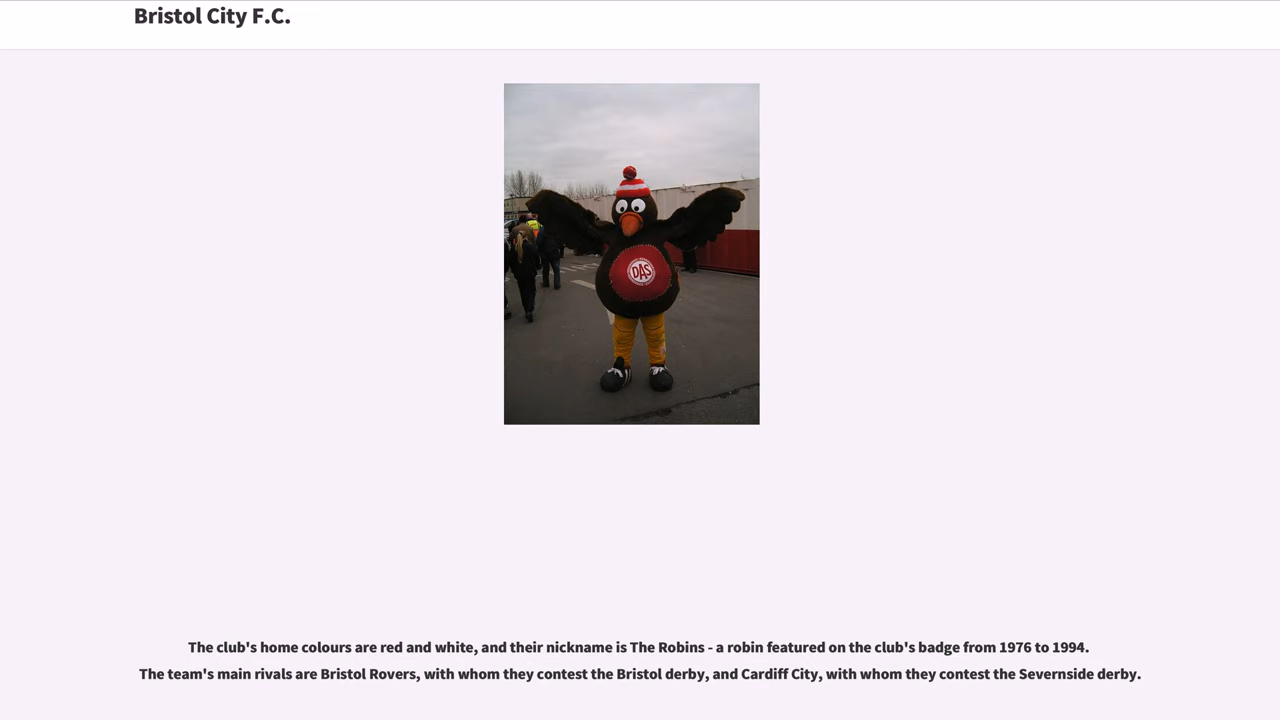 Bristol City F.C.
DAS
The club's home colours are red and white, and their nickname is The Robins - a robin featured on the club's badge from 1976 to 1994.
The team's main rivals are Bristol Rovers, with whom they contest the Bristol derby, and Cardiff City, with whom they contest the Severnside derby.